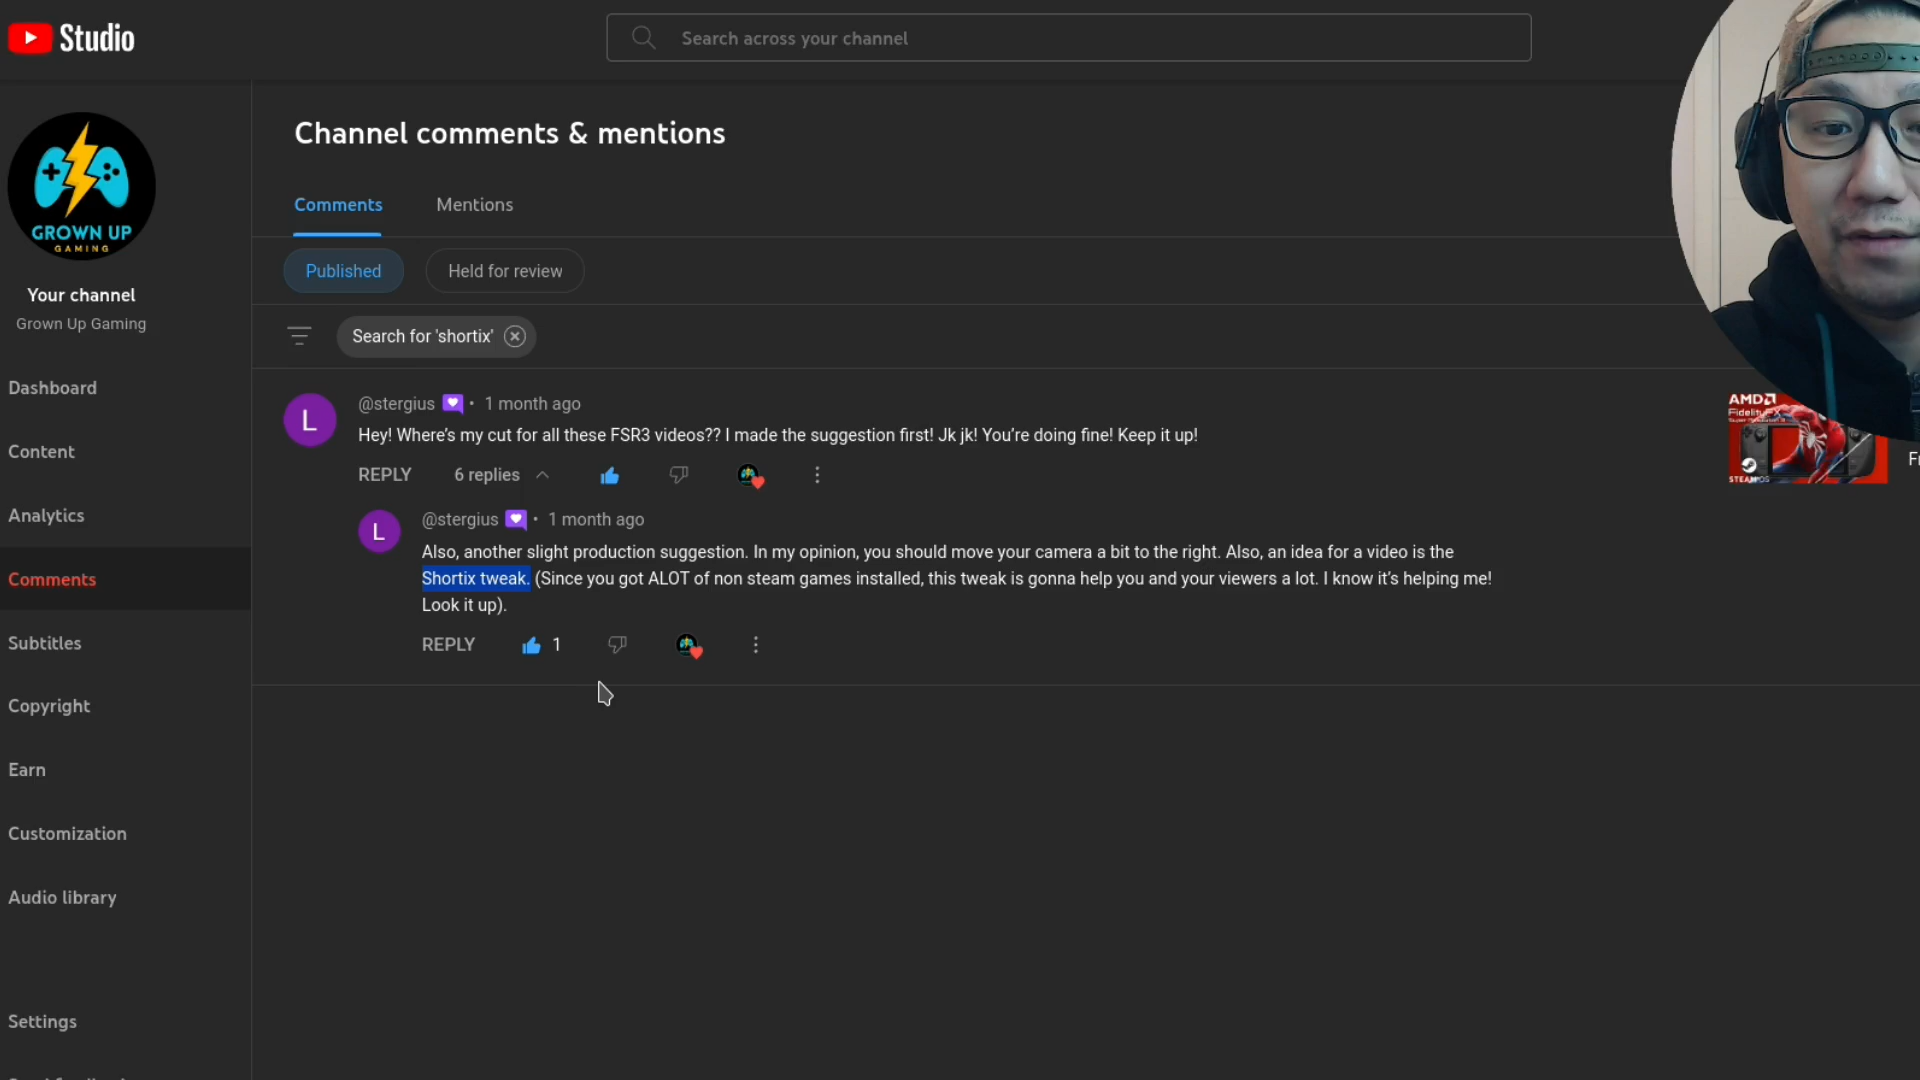 Studio
Search across your channel
GROWN UP
GAMING
Your channel
Grown Up Gaming
Dashboard
Content
Analytics
Comments
Subtitles
Copyright
Earn
Customization
Audio library
Settings
Channel comments & mentions
Comments
Mentions
Published
Held for review
Search for 'shortix'
L
@stergius • 1 month ago
Hey! Where's my cut for all these FSR3 videos?? I made the suggestion first! Jk jk! You're doing fine! Keep it up!
REPLY 6 replies
L
@stergius • 1 month ago
Also, another slight production suggestion. In my opinion, you should move your camera a bit to the right. Also, an idea for a video is the
Shortix tweak. (Since you got ALOT of non steam games installed, this tweak is gonna help you and your viewers a lot. I know it's helping me!
Look it up).
REPLY 1
AMD
FidelityFX
STEAMOS